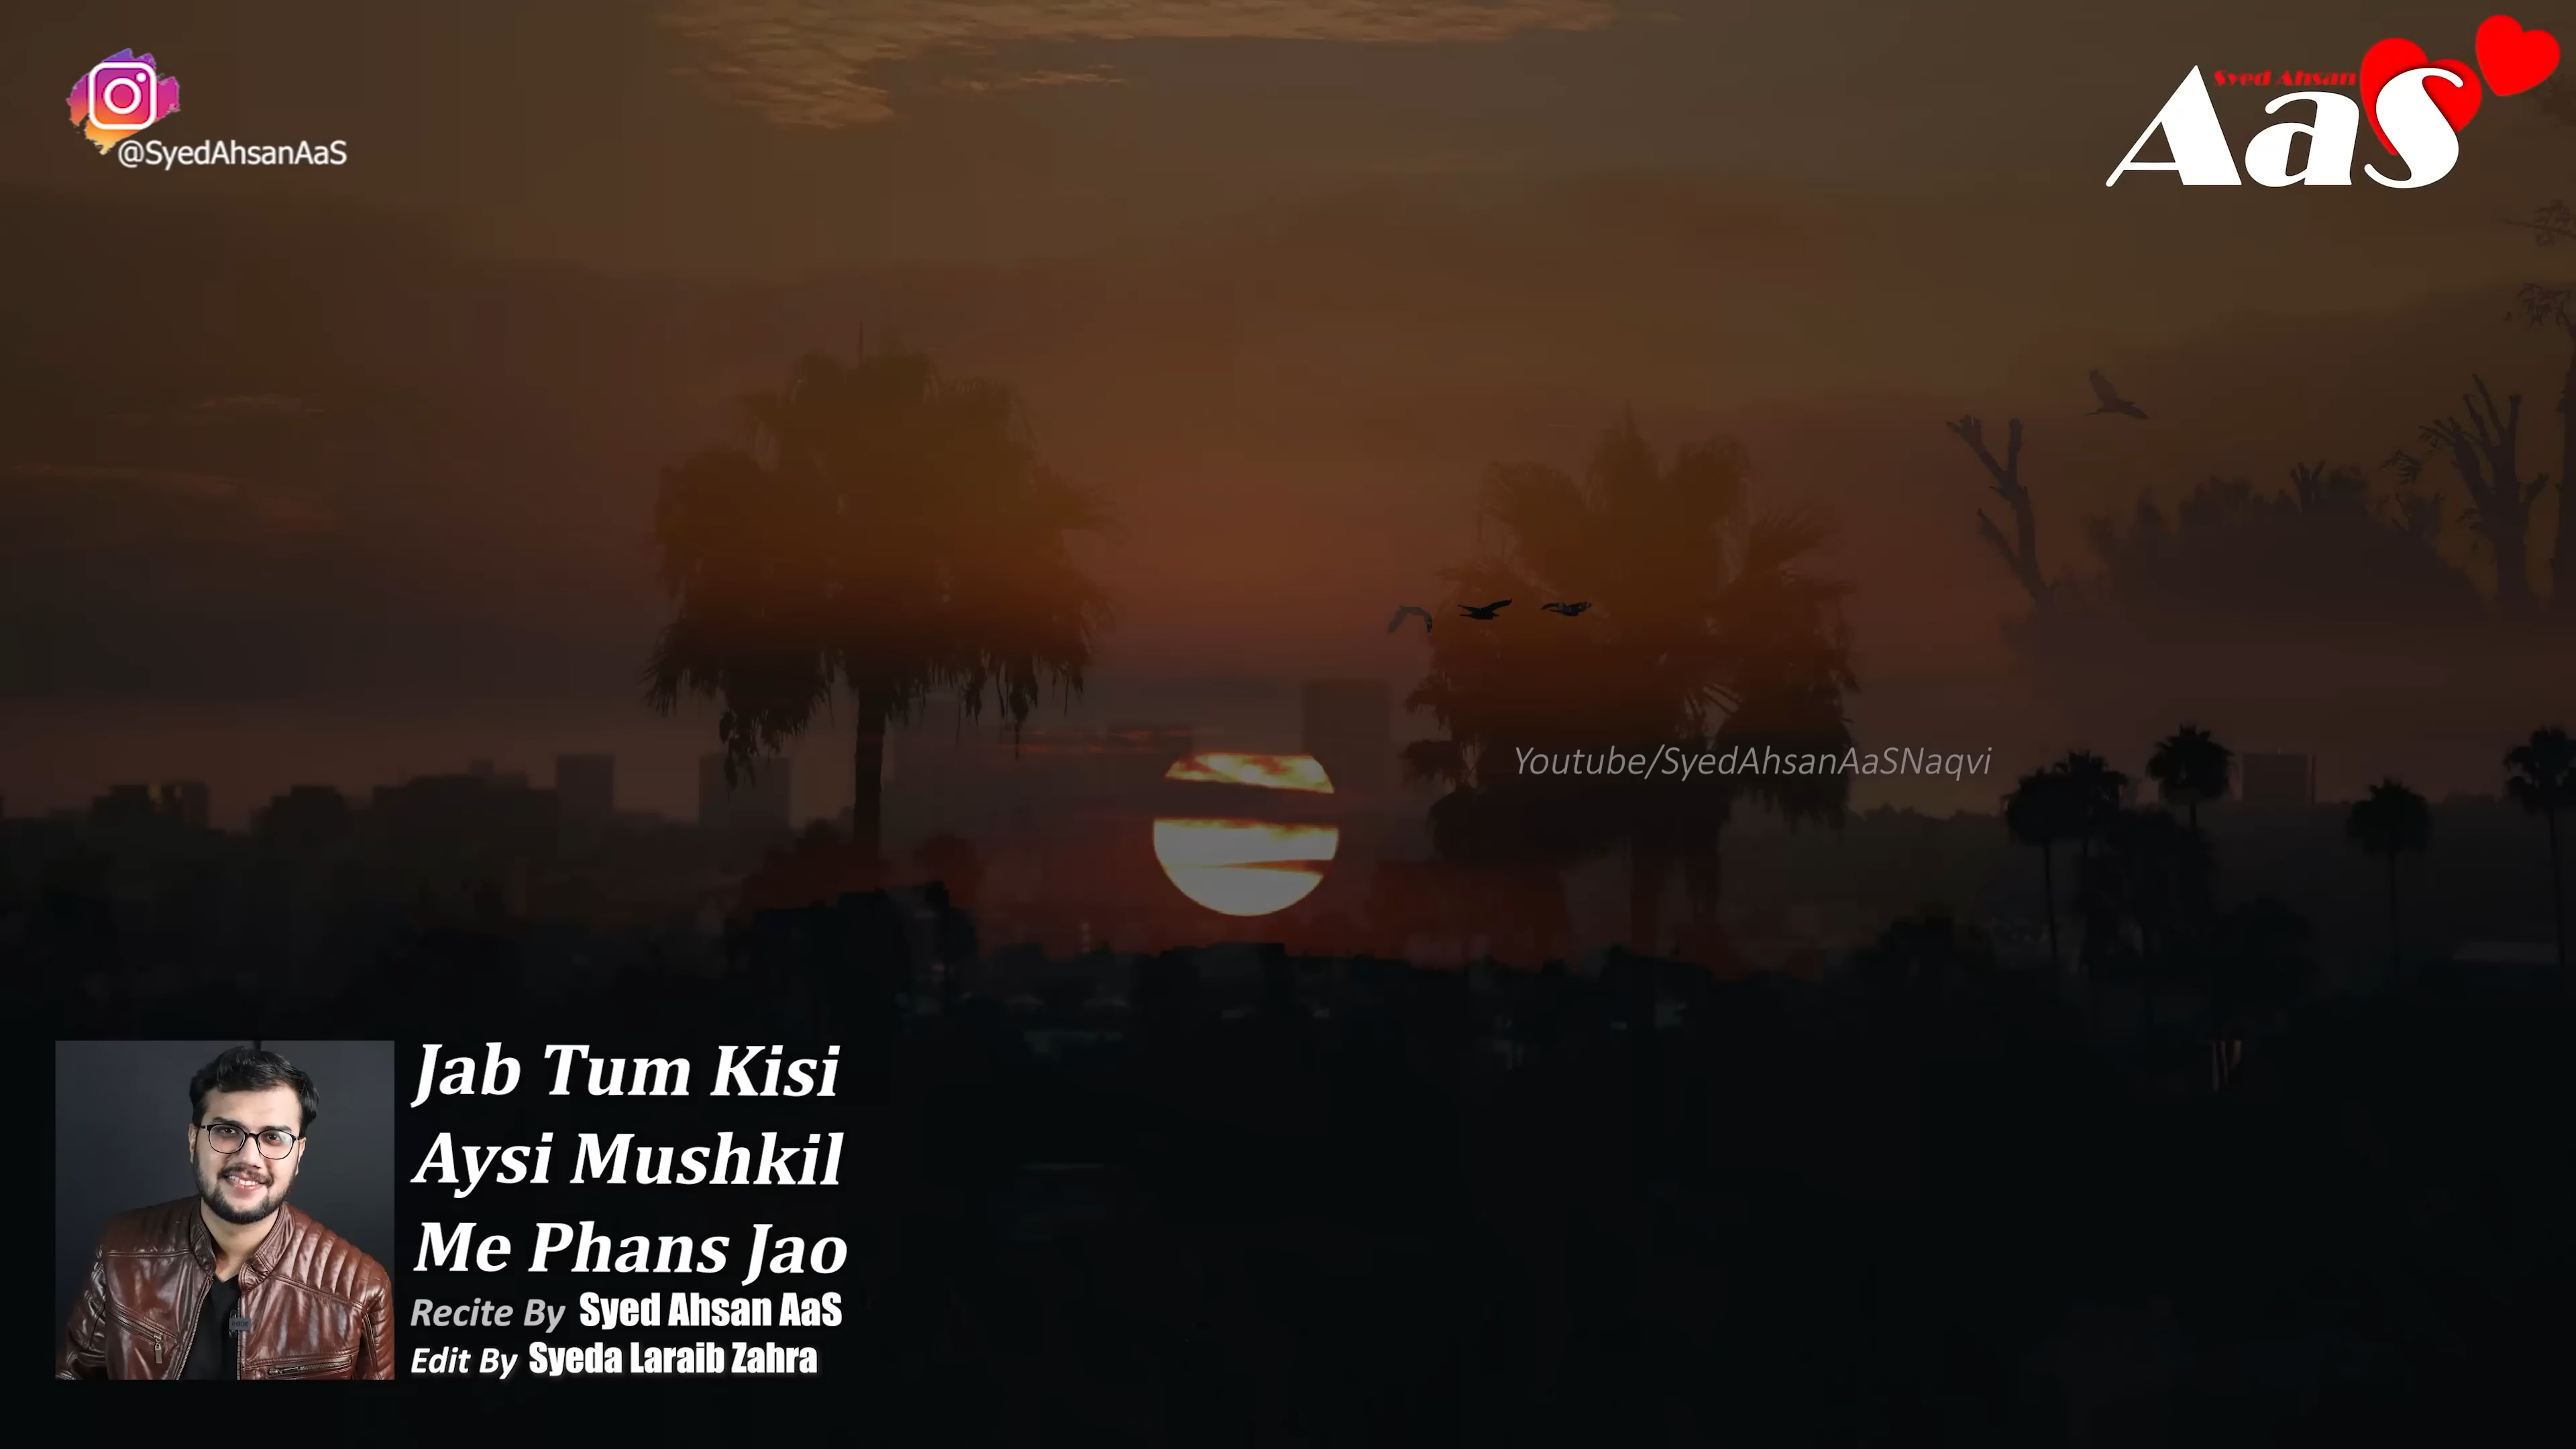 @SyedAhsanAaS
Syed Ahsan
AaS
Youtube/SyedAhsanAaSNaqvi
Jab Tum Kisi
Aysi Mushkil
Me Phans Jao
Recite By Syed Ahsan AaS
Edit By Syeda Laraib Zahra